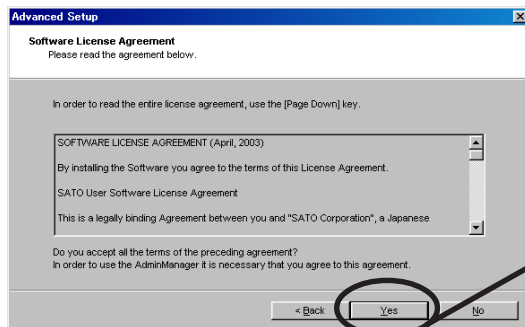 Advanced Setup
Software License Agreement
Please read the agreement below.
In order to read the entire license agreement, use the [Page Down] key.
SOFTWARE LICENSE AGREEMENT (April, 2003)
By installing the Software you agree to the terms of this License Agreement.
SATO User Software License Agreement
This is a legally binding Agreement between you and "SATO Corporation", a Japanese
Do you accept all the terms of the preceding agreement?
In order to use the AdminManager it is necessary that you agree to this agreement.
< Back Yes No